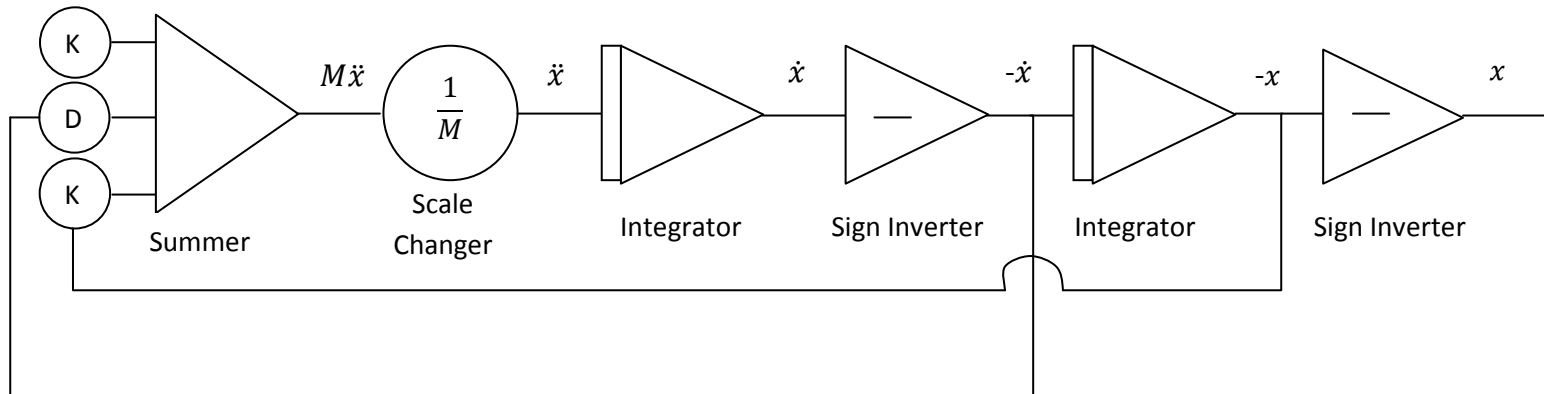 K
D
K
Summer
Mẍ
1
M
Scale
Changer
ẍ
Integrator
ẋ
Sign Inverter
-ẋ
Integrator
-x
Sign Inverter
x